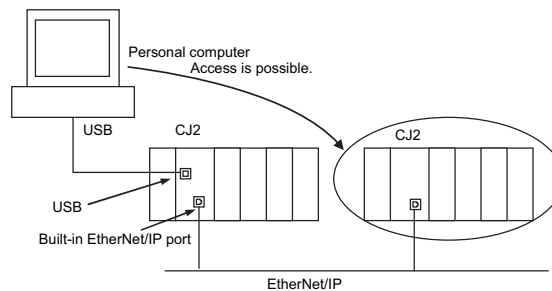 Personal computer
Access is possible.
USB
CJ2
CJ2
USB
Built-in EtherNet/IP port
EtherNet/IP